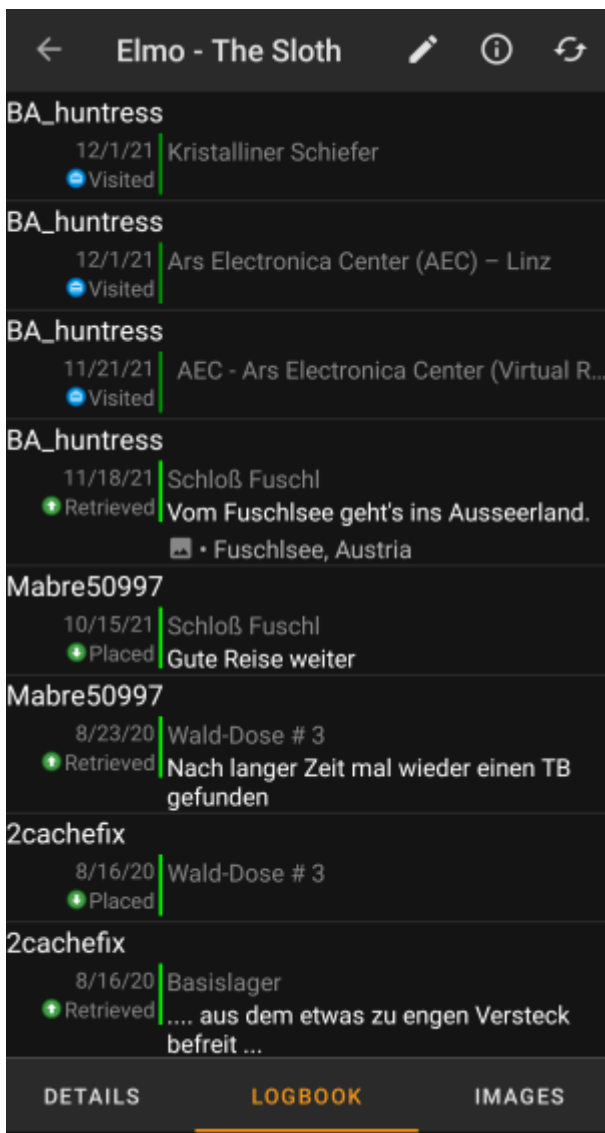 Elmo - The Sloth
BA_huntress
12/1/21 Kristalliner Schiefer
Visited
BA_huntress
12/1/21 Ars Electronica Center (AEC) – Linz
Visited
BA_huntress
11/21/21 AEC - Ars Electronica Center (Virtual R...
Visited
BA_huntress
11/18/21 Schloß Fuschl
Retrieved Vom Fuschlsee geht's ins Ausseerland.
• Fuschlsee, Austria
Mabre50997
10/15/21 Schloß Fuschl
Placed Gute Reise weiter
Mabre50997
8/23/20 Wald-Dose # 3
Retrieved Nach langer Zeit mal wieder einen TB
gefunden
2cachefix
8/16/20 Wald-Dose # 3
Placed
2cachefix
8/16/20 Basislager
Retrieved .... aus dem etwas zu engen Versteck
befreit ...
DETAILS LOGBOOK IMAGES